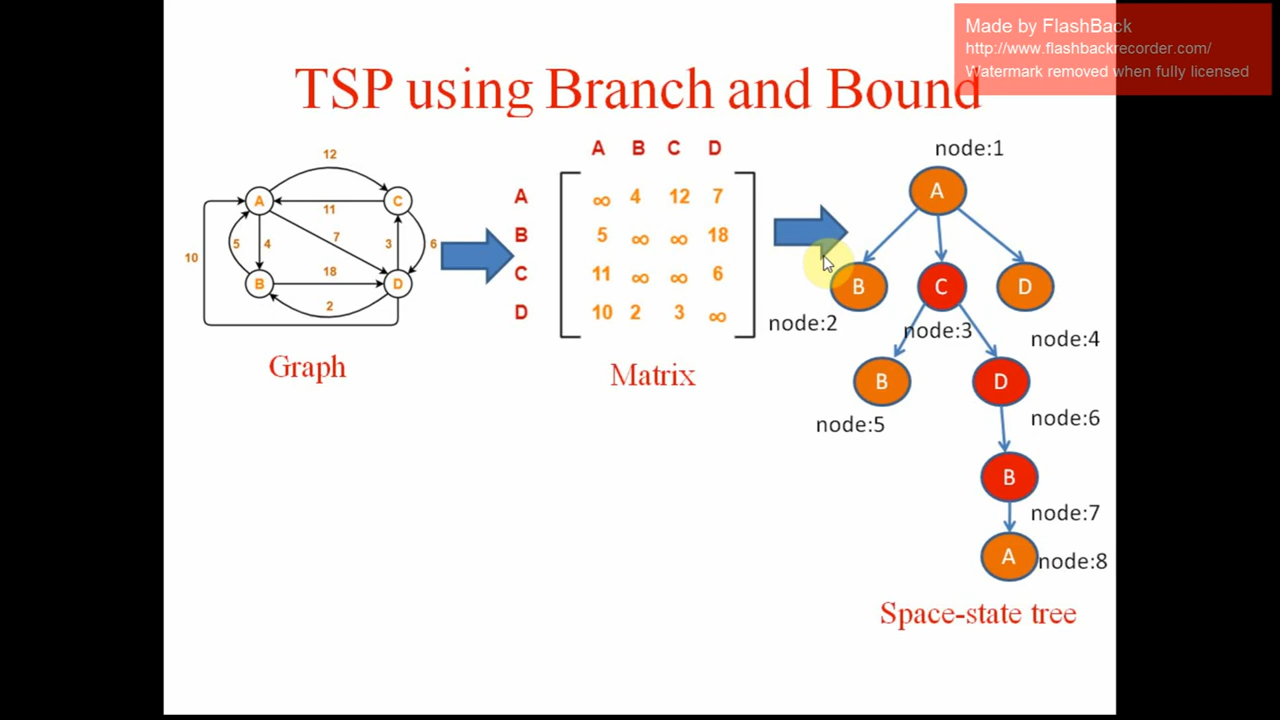 Made by FlashBack
http://www.flashbackrecorder.com/
Watermark removed when fully licensed
TSP using Branch and Bound
12
A
C
11
10
5
4
7
3
6
18
B
D
2
Graph
A B C D
A ∞ 4 12 7
B 5 ∞ ∞ 18
C 11 ∞ ∞ 6
D 10 2 3 ∞
Matrix
node:1
A
B
C
D
node:2
node:3
node:4
B
D
node:5
node:6
B
node:7
A
node:8
Space-state tree